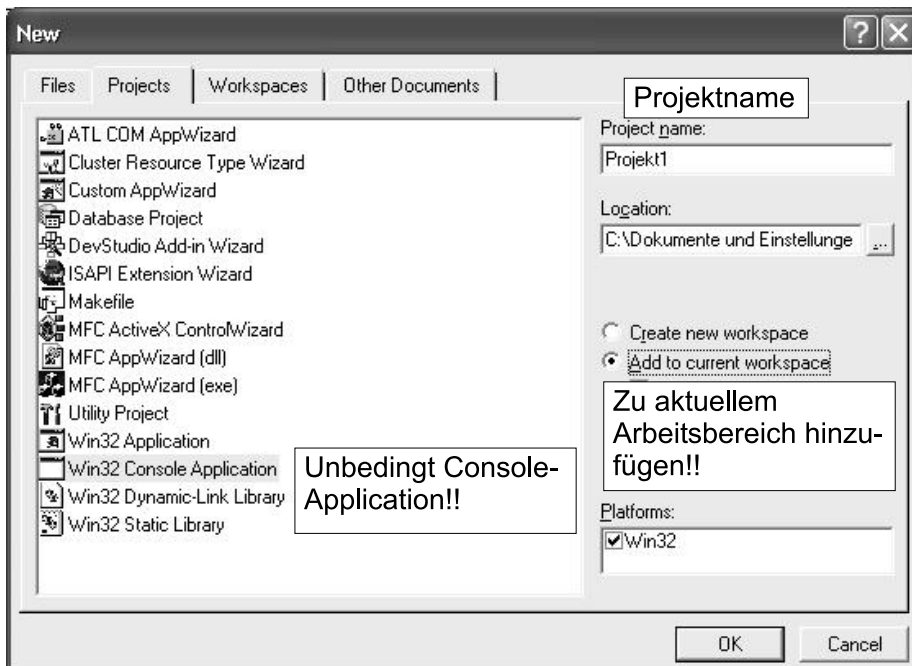 New
Files
Projects
Workspaces
Other Documents
ATL COM AppWizard
Cluster Resource Type Wizard
Custom AppWizard
Database Project
DevStudio Add-in Wizard
ISAPI Extension Wizard
Makefile
MFC ActiveX ControlWizard
MFC AppWizard (dll)
MFC AppWizard (exe)
Utility Project
Win32 Application
Win32 Console Application
Win32 Dynamic-Link Library
Win32 Static Library
Unbedingt Console-
Application!!
Projektname
Project name:
Projekt1
Location:
C:\Dokumente und Einstellunge
...
Create new workspace
Add to current workspace
Zu aktuellem
Arbeitsbereich hinzu-
fügen!!
Platforms:
Win32
OK
Cancel